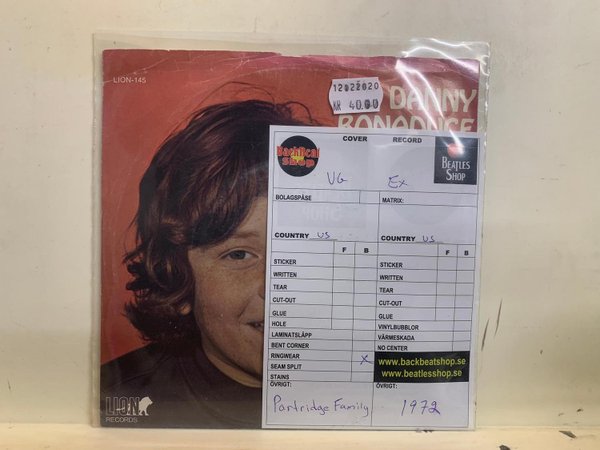 LION-145
12022020
KR 40.00
DANNY
BONADUCE
COVER RECORD
BackBeat
shop
BEATLES
SHOP
VG Ex
BOLAGSPÅSE MATRIX:
COUNTRY US COUNTRY US
F B F B
STICKER STICKER
WRITTEN WRITTEN
TEAR TEAR
CUT-OUT CUT-OUT
GLUE GLUE
HOLE VINYLBUBBLOR
LAMINATSLÄPP VÄRMESKADA
BENT CORNER NO CENTER
RINGWEAR X
www.backbeatshop.se
SEAM SPLIT
www.beatlesshop.se
STAINS
ÖVRIGT: ÖVRIGT:
Partridge Family 1972
LION
RECORDS